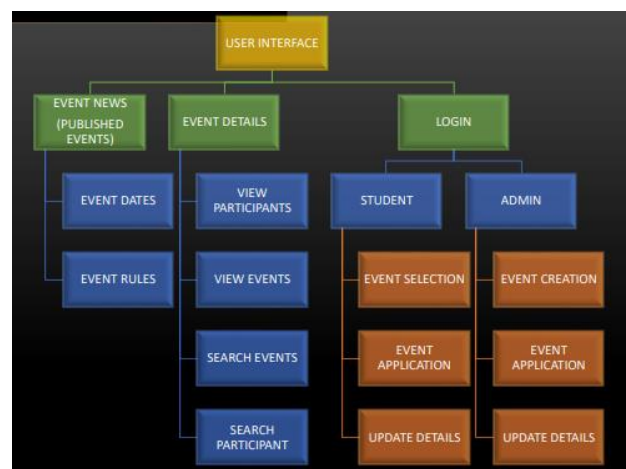 USER INTERFACE
EVENT NEWS
(PUBLISHED
EVENTS)
EVENT DETAILS
LOGIN
EVENT DATES
VIEW
PARTICIPANTS
STUDENT
ADMIN
EVENT RULES
VIEW EVENTS
EVENT SELECTION
EVENT CREATION
SEARCH EVENTS
EVENT
APPLICATION
EVENT
APPLICATION
SEARCH
PARTICIPANT
UPDATE DETAILS
UPDATE DETAILS